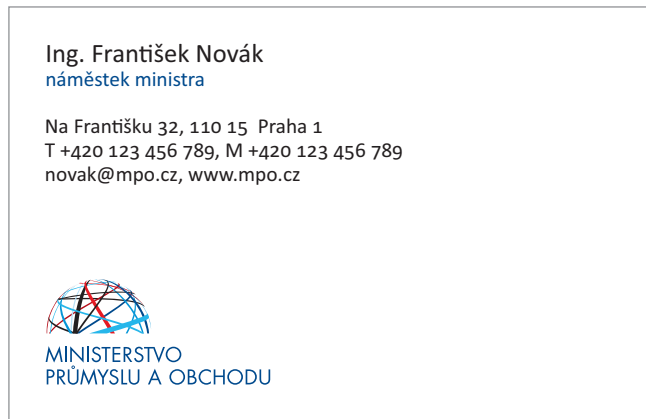 Ing. František Novák
náměstek ministra
Na Františku 32, 110 15 Praha 1
T +420 123 456 789, M +420 123 456 789
novak@mpo.cz, www.mpo.cz
MINISTERSTVO
PRŮMYSLU A OBCHODU